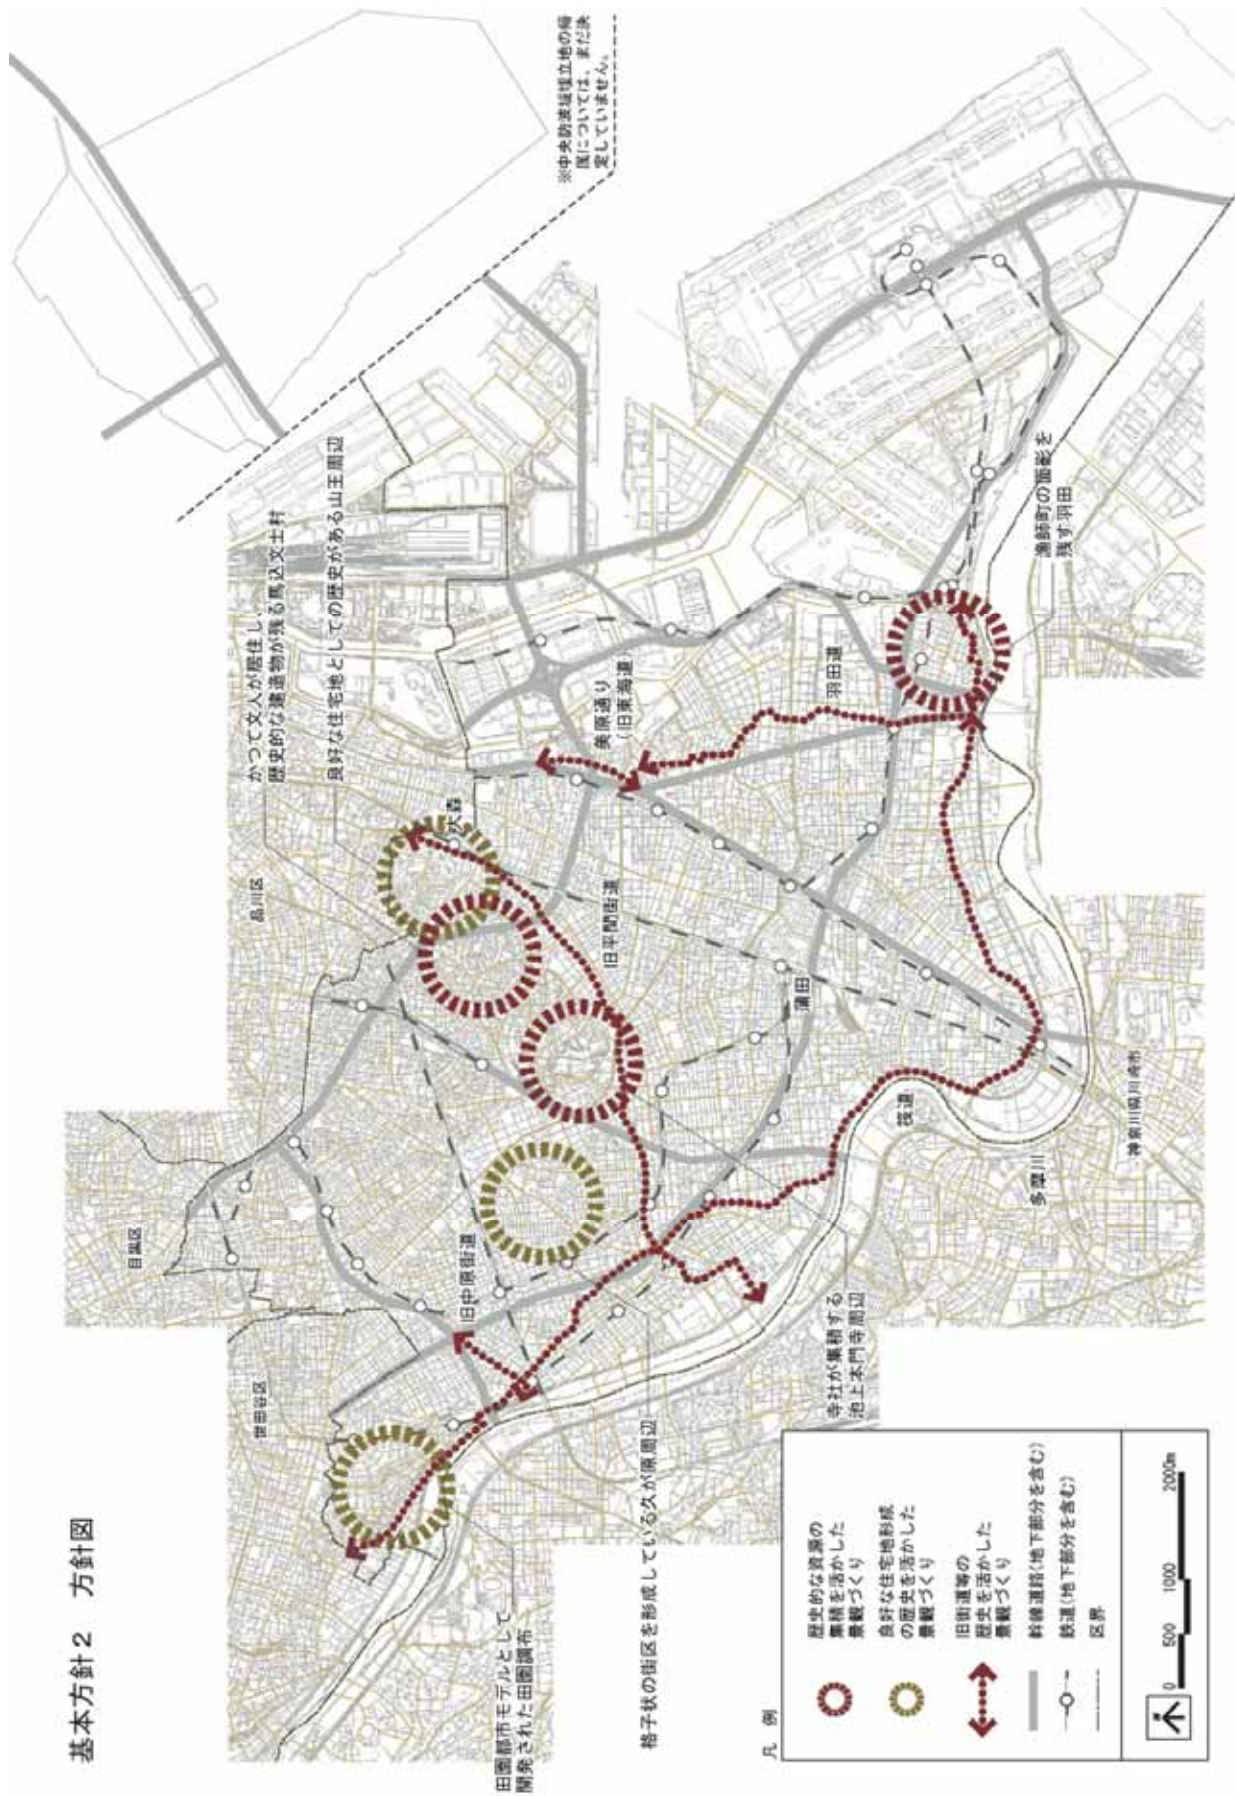 基本方針2 方針図
※中央防波堤埋立地の帰
属については、まだ決
定していません。
かつて文人が居住し、
歴史的な建造物が残る馬込文士村
良好な住宅地としての歴史がある山王周辺
品川区
目黒区
世田谷区
大森
美原通り
(旧東海道)
羽田道
漁師町の面影を
残す羽田
旧平間街道
蒲田
旧中原街道
筏道
多摩川
神奈川県川崎市
寺社が集積する
池上本門寺周辺
格子状の街区を形成している久が原周辺
田園都市モデルとして
開発された田園調布
凡 例
歴史的な資源の
集積を活かした
景観づくり
良好な住宅地形成
の歴史を活かした
景観づくり
旧街道等の
歴史を活かした
景観づくり
幹線道路(地下部分を含む)
鉄道(地下部分を含む)
区界
0 500 1000 2000m